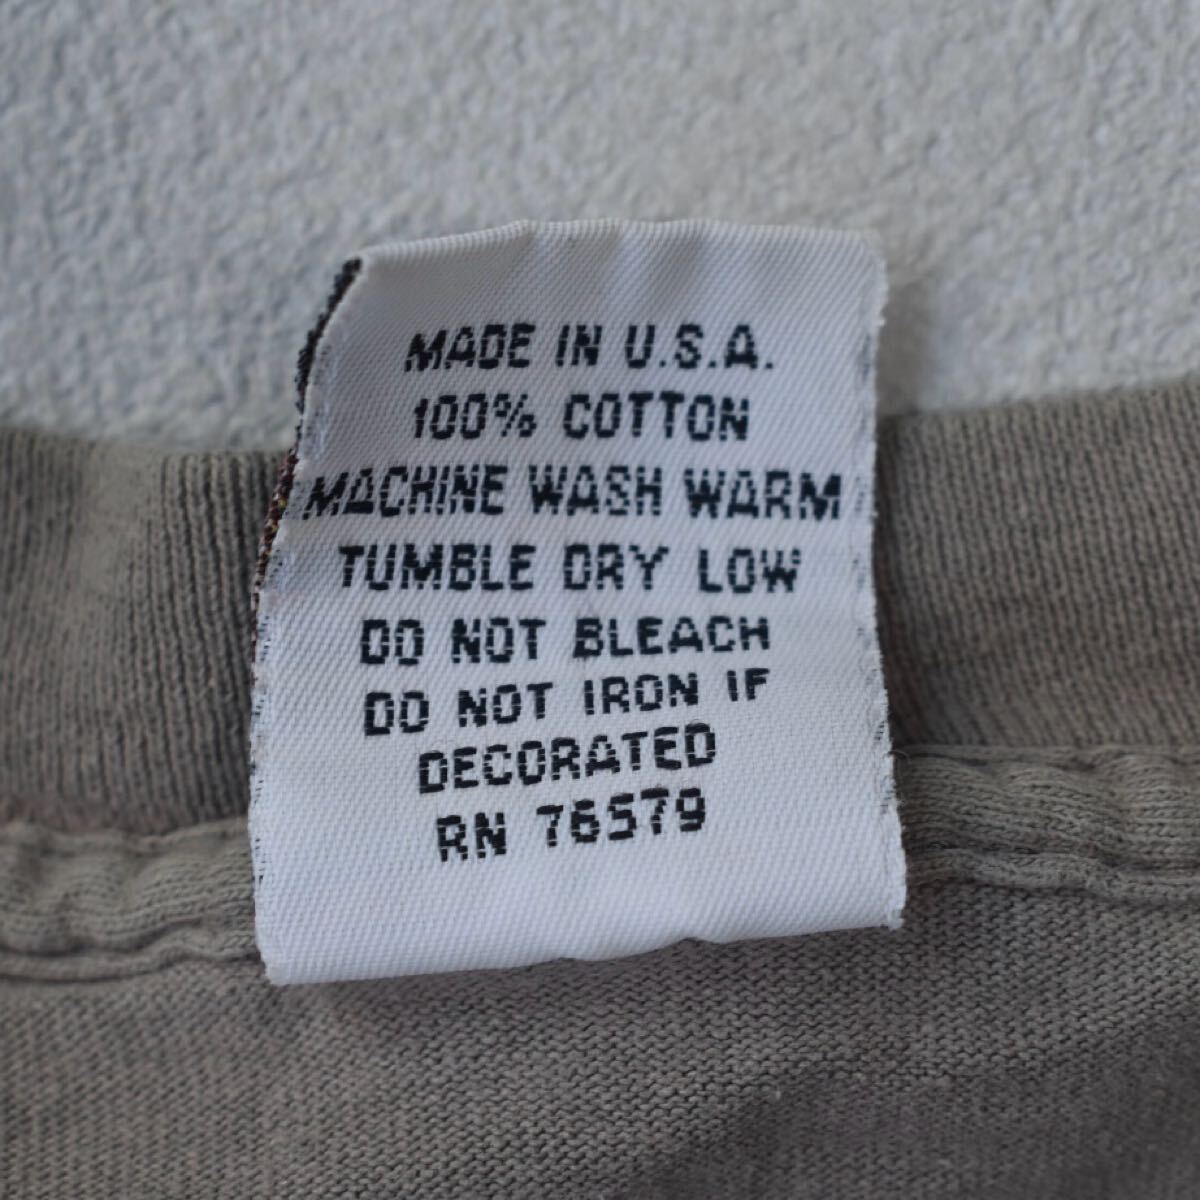 MADE IN U.S.A.
100% COTTON
MACHINE WASH WARM
TUMBLE DRY LOW
DO NOT BLEACH
DO NOT IRON IF
DECORATED
RN 76579